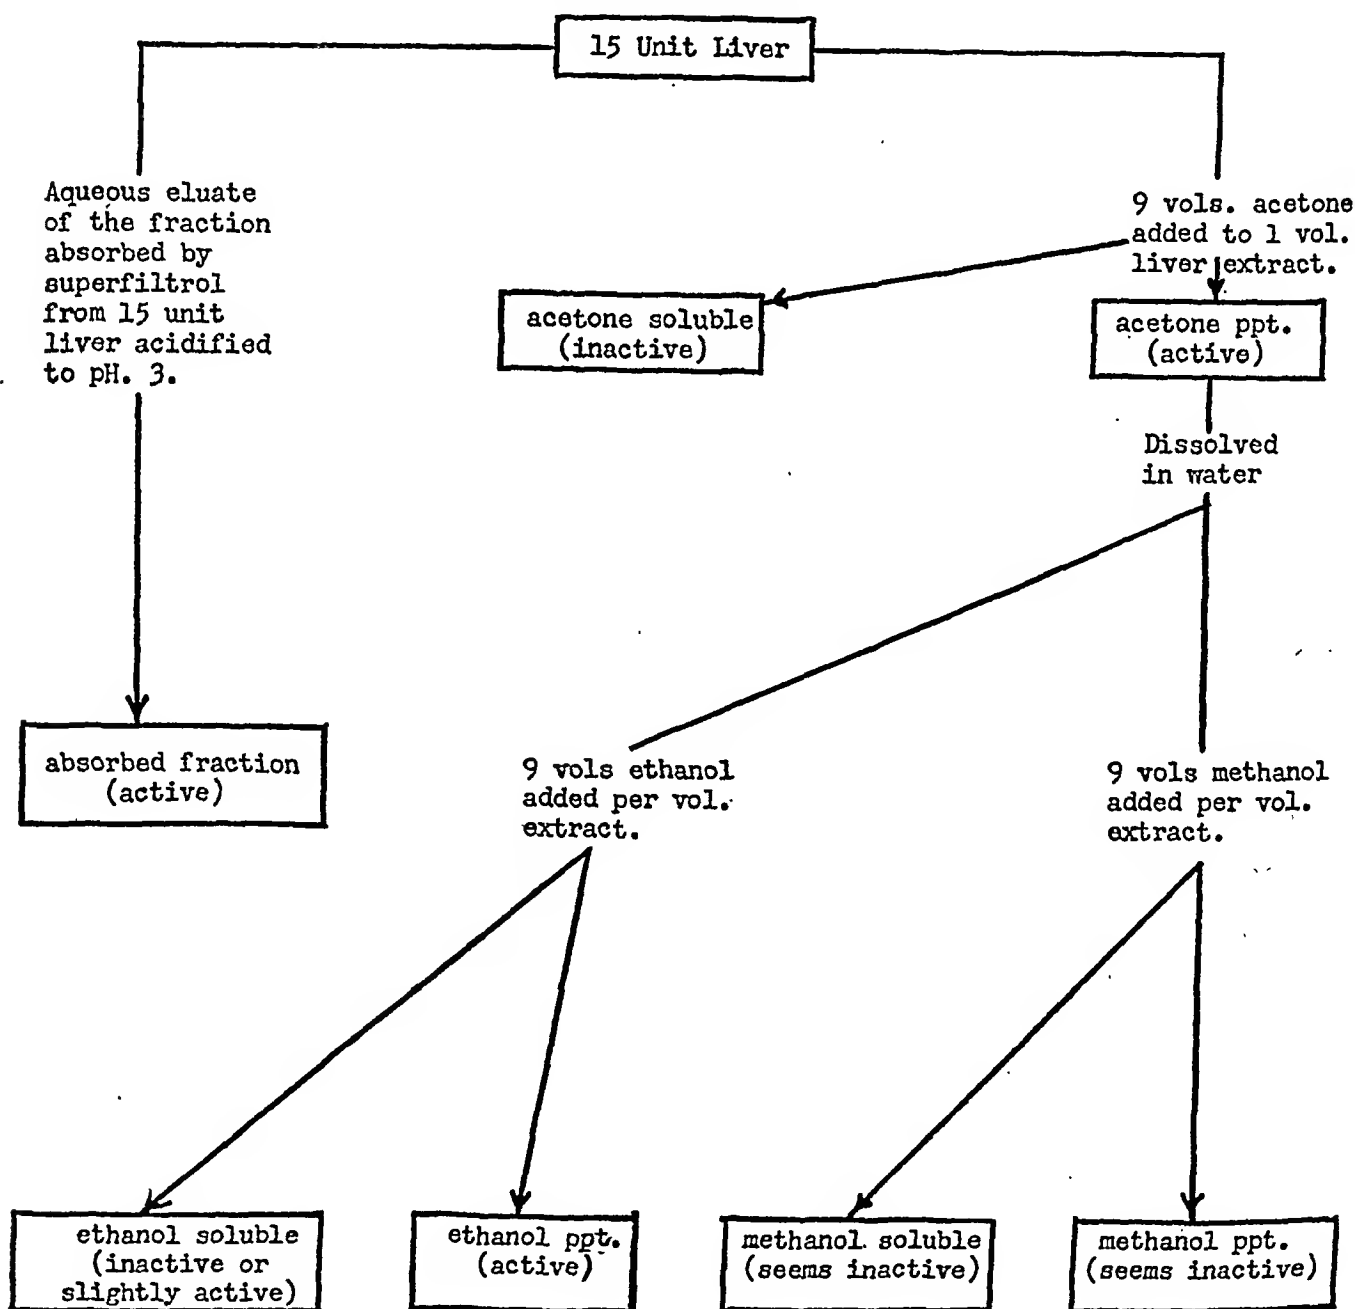 15 Unit Liver
Aqueous eluate
of the fraction
absorbed by
superfiltrol
from 15 unit
liver acidified
to pH. 3.
9 vols. acetone
added to 1 vol.
liver extract.
acetone soluble
(inactive)
acetone ppt.
(active)
Dissolved
in water
absorbed fraction
(active)
9 vols ethanol
added per vol.
extract.
9 vols methanol
added per vol.
extract.
ethanol soluble
(inactive or
slightly active)
ethanol ppt.
(active)
methanol soluble
(seems inactive)
methanol ppt.
(seems inactive)